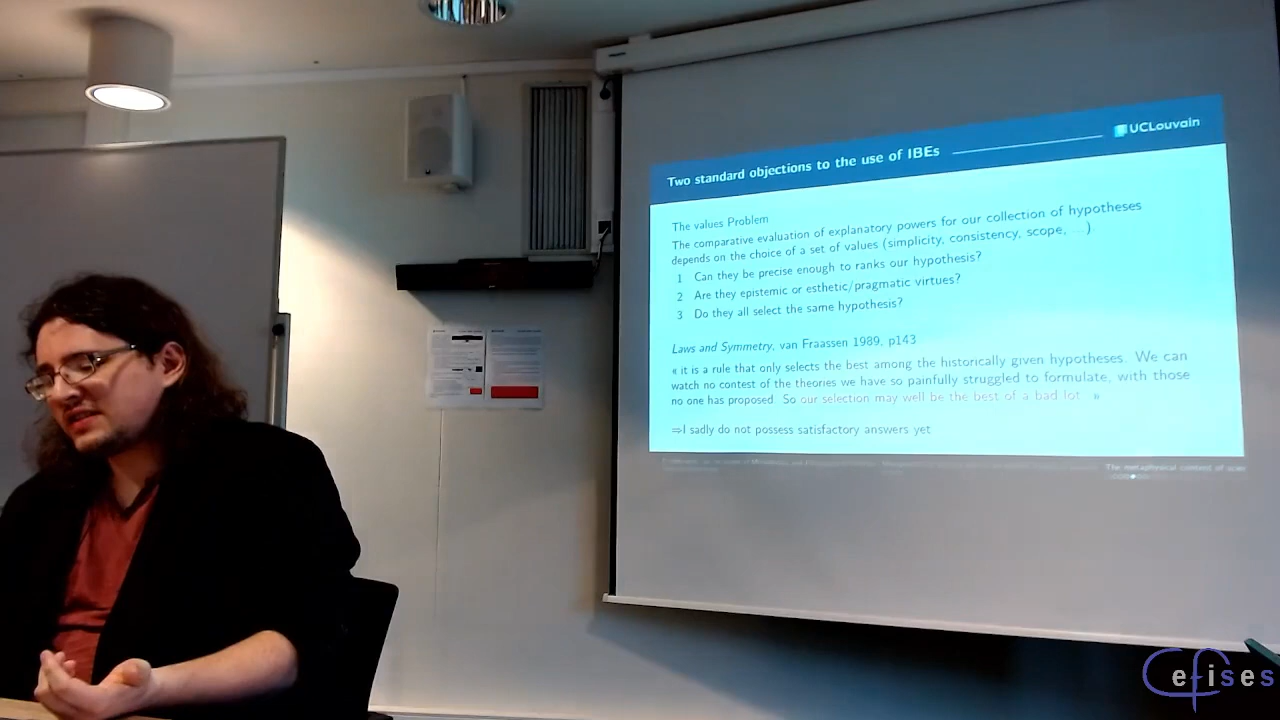 UCLouvain
Two standard objections to the use of IBEs
The values Problem
The comparative evaluation of explanatory powers for our collection of hypotheses
depends on the choice of a set of values (simplicity, consistency, scope, ...).
1 Can they be precise enough to ranks our hypothesis?
2 Are they epistemic or esthetic/pragmatic virtues?
3 Do they all select the same hypothesis?
Laws and Symmetry, van Fraassen 1989, p143
« it is a rule that only selects the best among the historically given hypotheses. We can
watch no contest of the theories we have so painfully struggled to formulate, with those
no one has proposed. So our selection may well be the best of a bad lot. »
⇒I sadly do not possess satisfactory answers yet
The metaphysical content of
Cefises